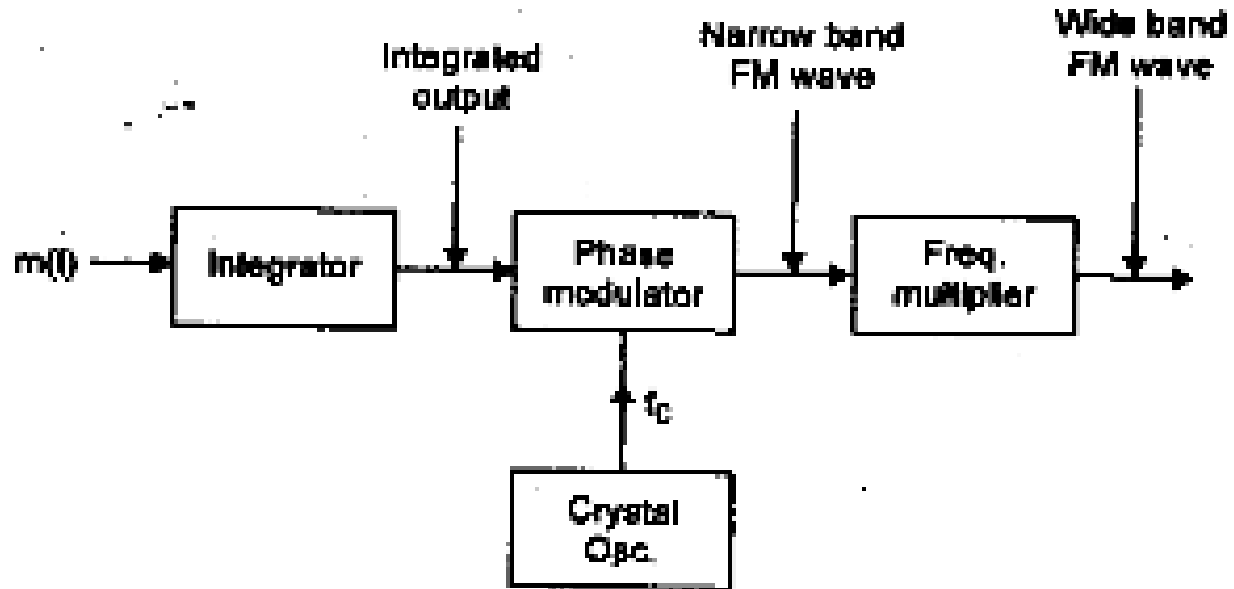 Integrated
output
Narrow band
FM wave
Wide band
FM wave
m(t)
Integrator
Phase
modulator
Freq.
multiplier
fc
Crystal
Osc.